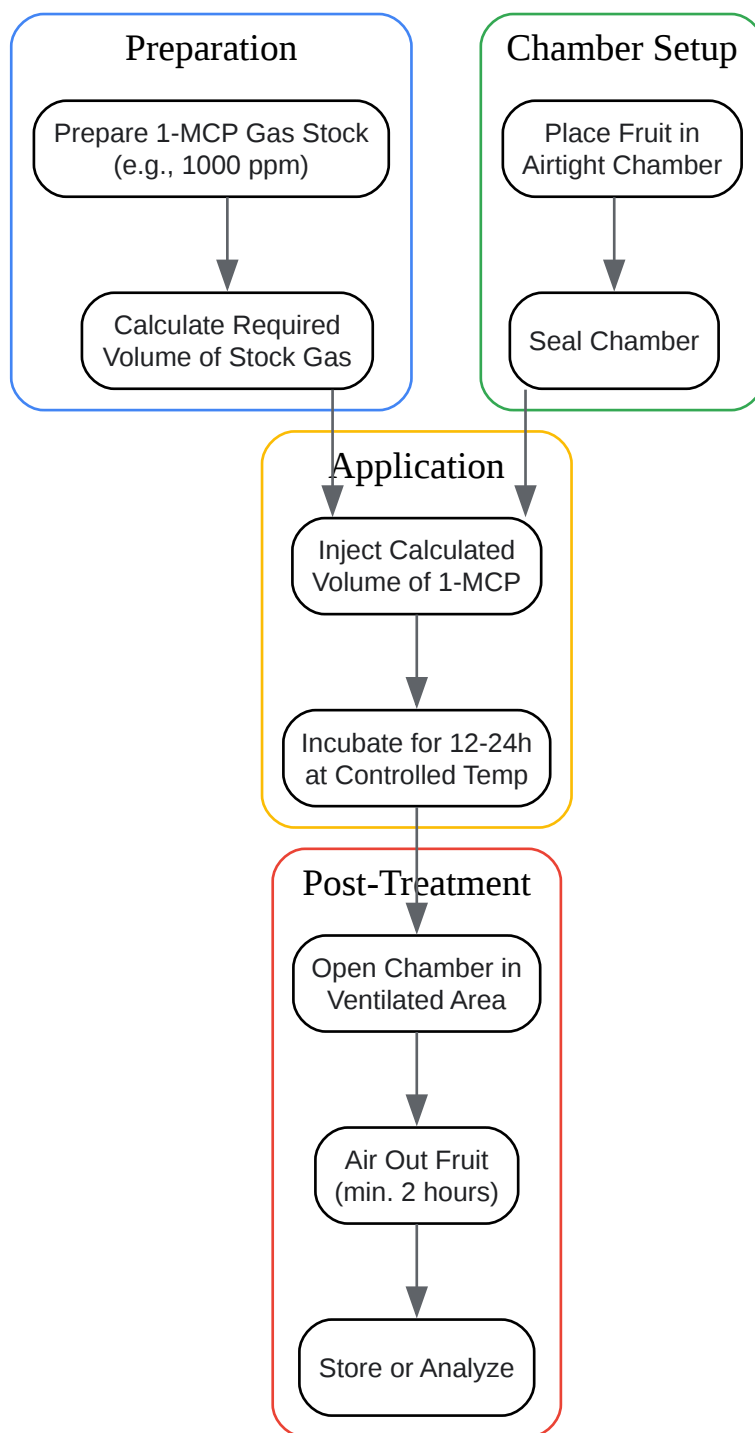 Preparation
Prepare 1-MCP Gas Stock
(e.g., 1000 ppm)
Calculate Required
Volume of Stock Gas
Chamber Setup
Place Fruit in
Airtight Chamber
Seal Chamber
Application
Inject Calculated
Volume of 1-MCP
Incubate for 12-24h
at Controlled Temp
Post-Treatment
Open Chamber in
Ventilated Area
Air Out Fruit
(min. 2 hours)
Store or Analyze